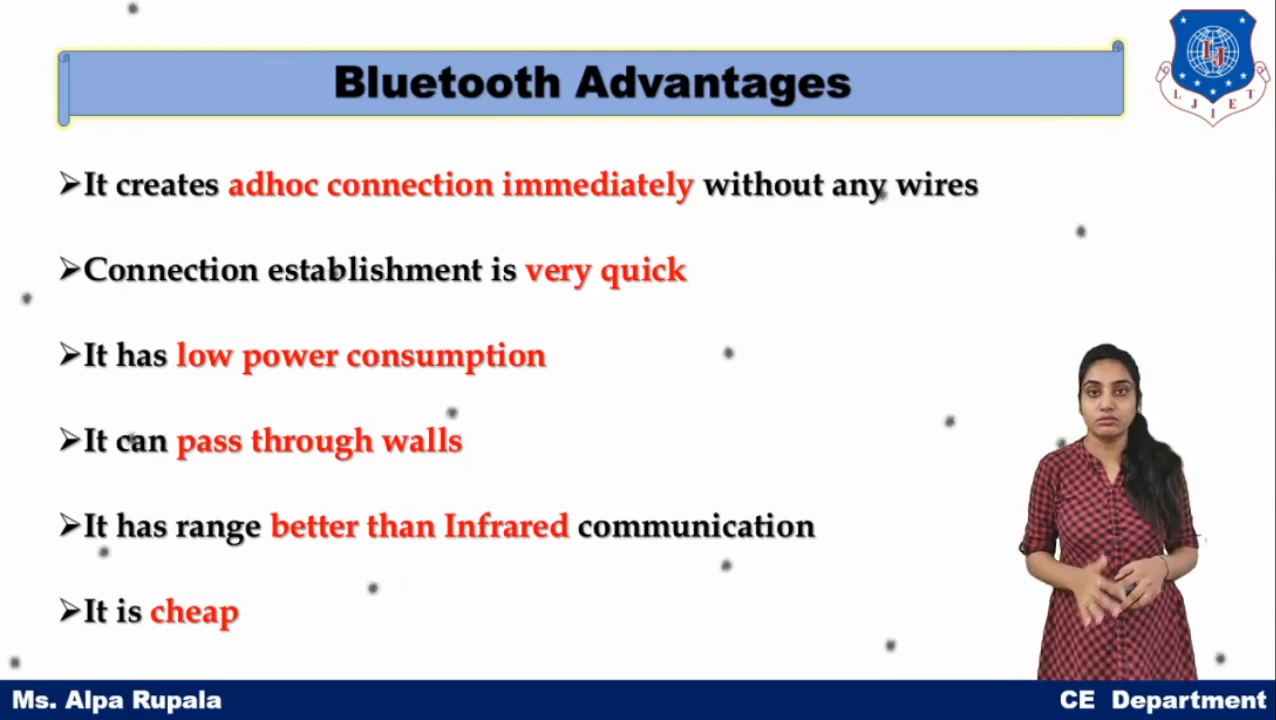 Bluetooth Advantages
LJ
LJIET
➢It creates adhoc connection immediately without any wires
➢Connection establishment is very quick
➢It has low power consumption
➢It can pass through walls
➢It has range better than Infrared communication
➢It is cheap
Ms. Alpa Rupala
CE Department